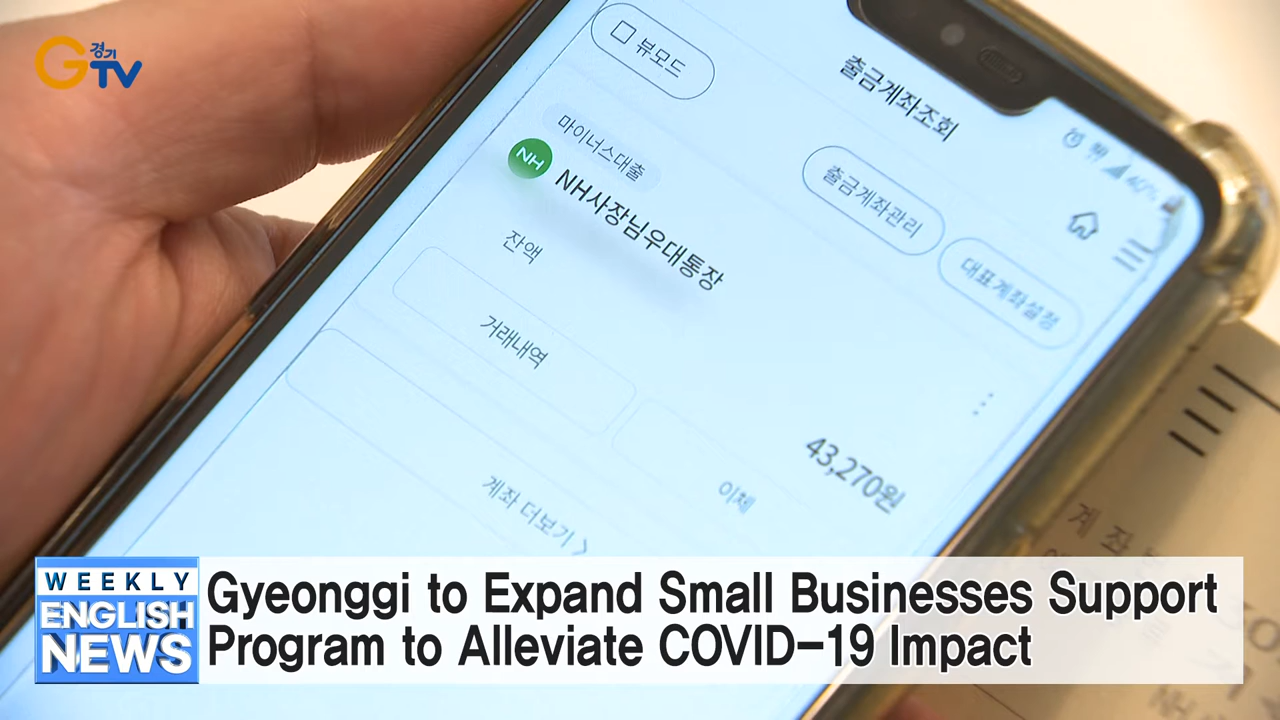 G 경기 TV
뷰모드
출금계좌조회
40%
마이너스대출
출금계좌관리
NH
NH사장님우대통장
대표계좌설정
잔액
43,270원
거래내역
이체
계좌 더보기 >
계좌
WEEKLY
ENGLISH
NEWS
Gyeonggi to Expand Small Businesses Support
Program to Alleviate COVID-19 Impact